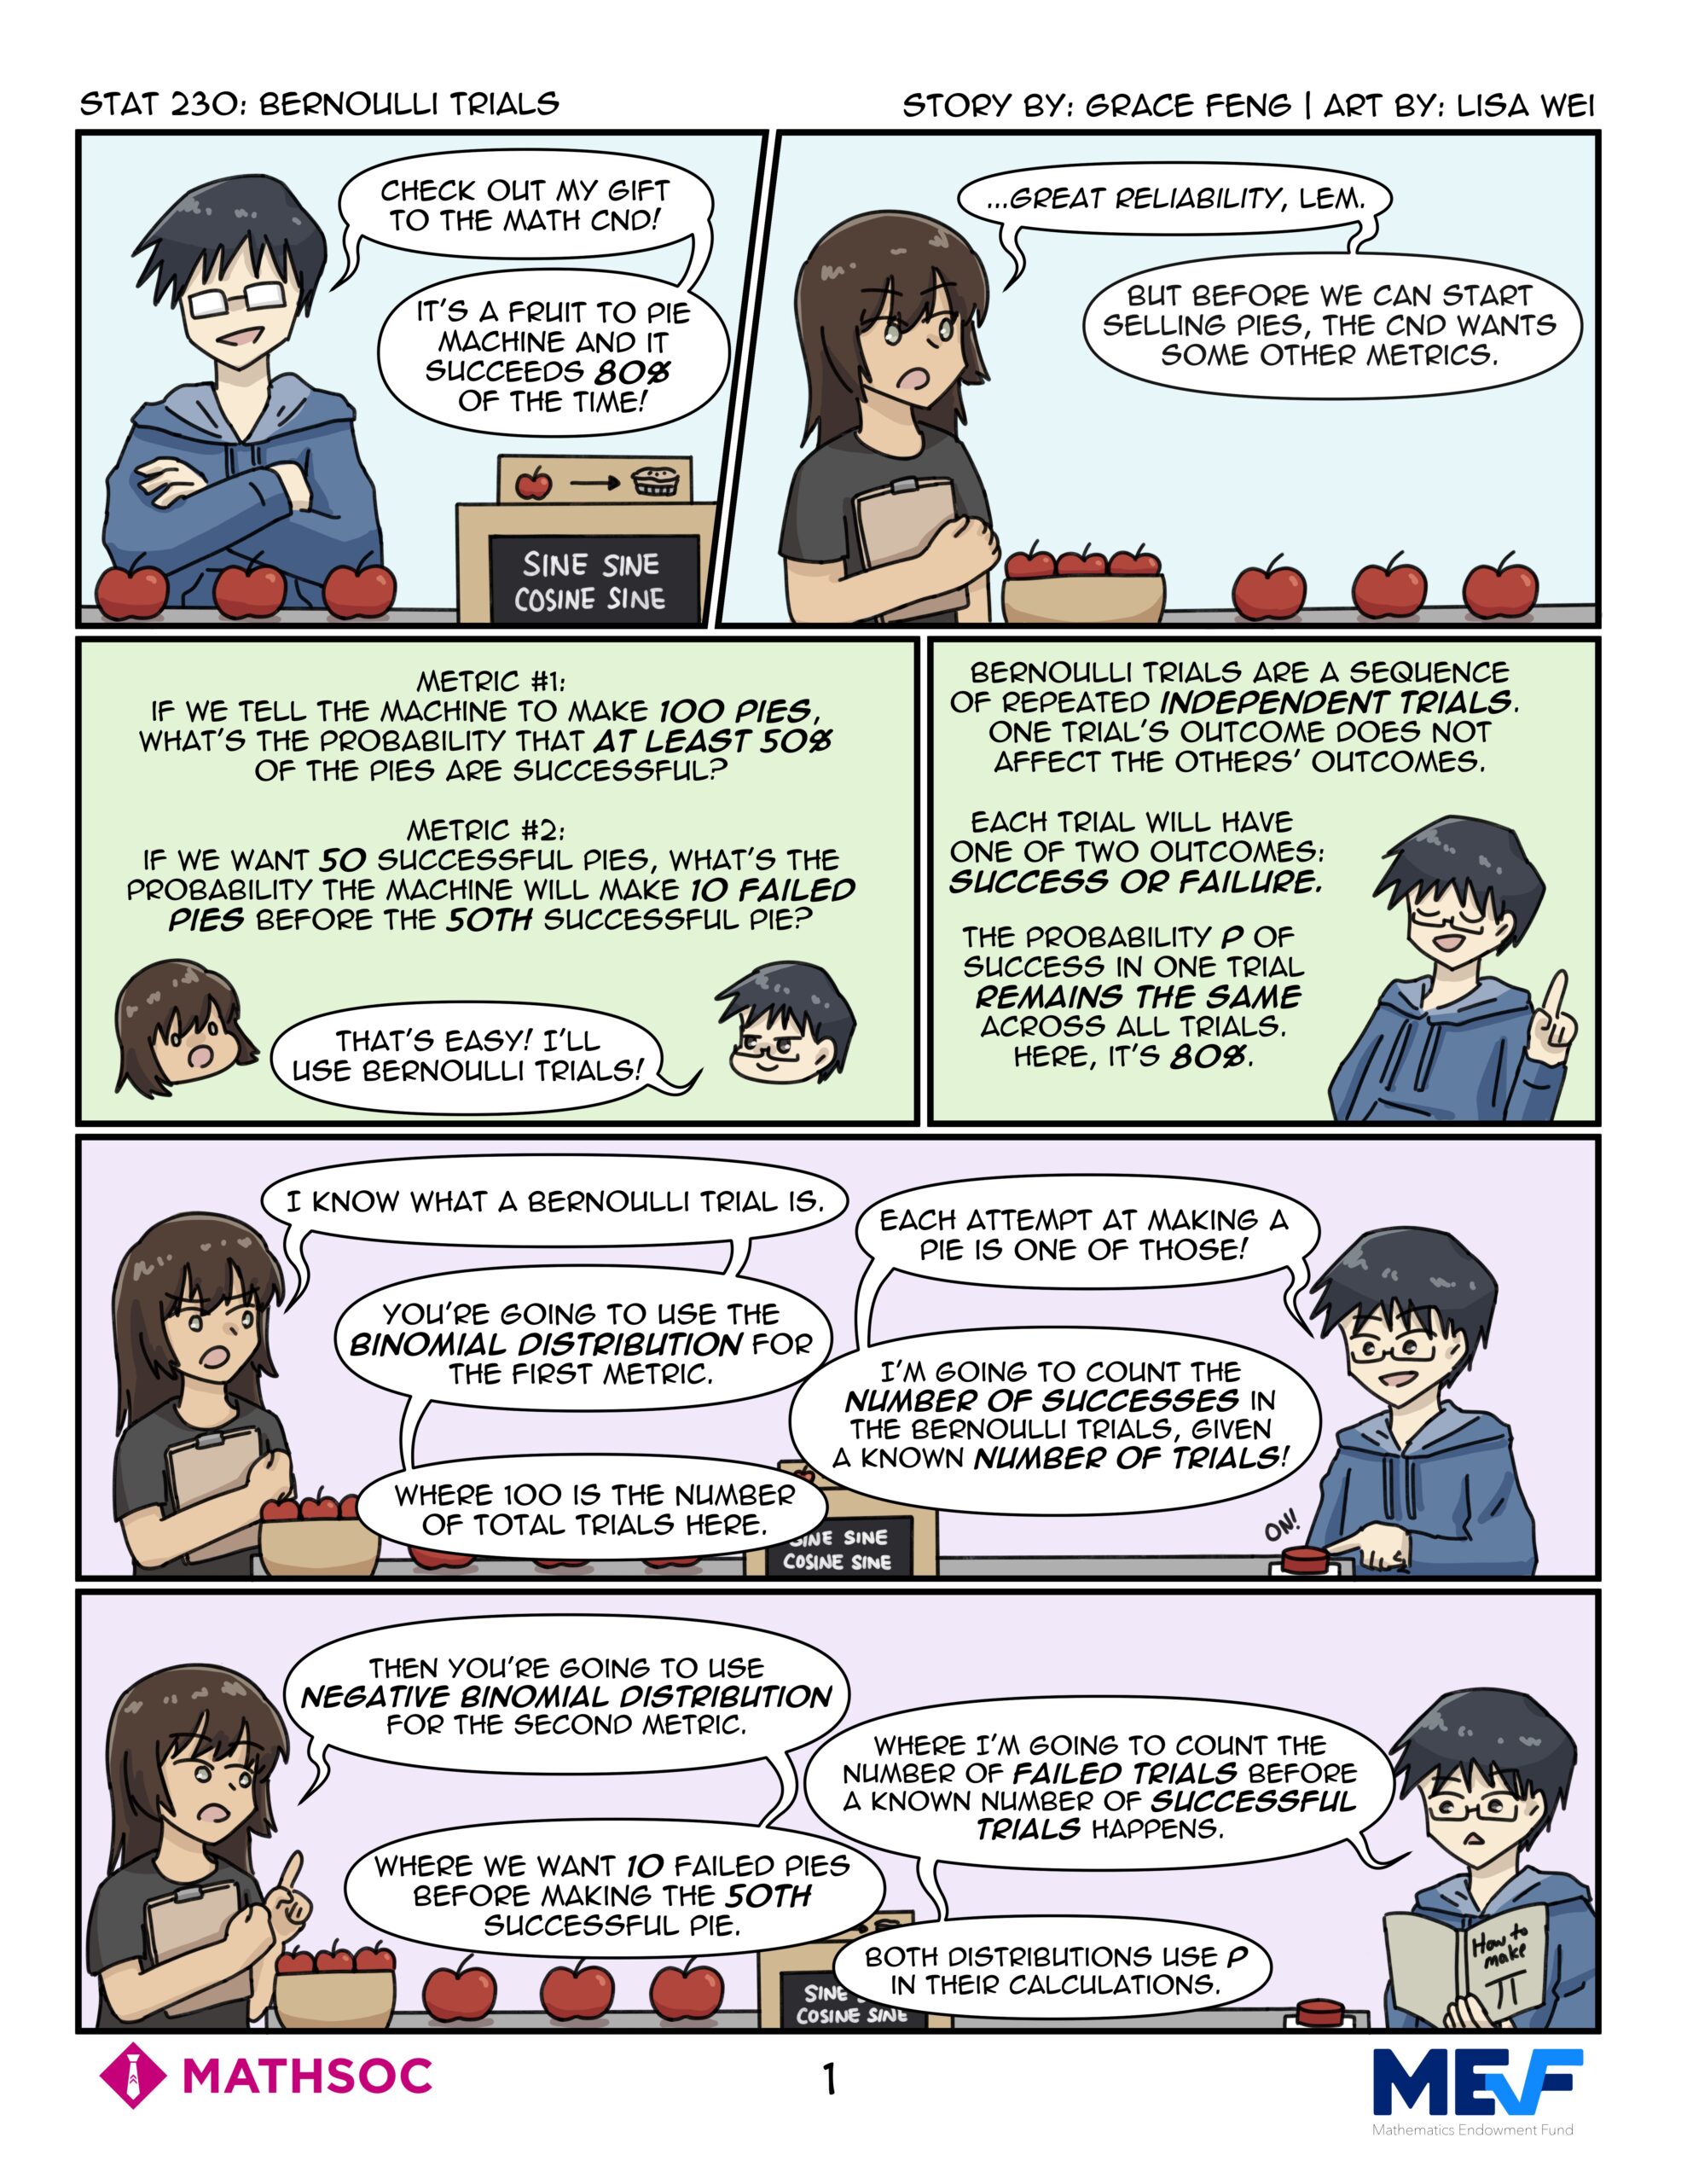 STAT 230: BERNOULLI TRIALS
STORY BY: GRACE FENG | ART BY: LISA WEI
CHECK OUT MY GIFT
TO THE MATH CND!
IT'S A FRUIT TO PIE
MACHINE AND IT
SUCCEEDS 80%
OF THE TIME!
SINE SINE
COSINE SINE
...GREAT RELIABILITY, LEM.
BUT BEFORE WE CAN START
SELLING PIES, THE CND WANTS
SOME OTHER METRICS.
METRIC #1:
IF WE TELL THE MACHINE TO MAKE 100 PIES,
WHAT'S THE PROBABILITY THAT AT LEAST 50%
OF THE PIES ARE SUCCESSFUL?
METRIC #2:
IF WE WANT 50 SUCCESSFUL PIES, WHAT'S THE
PROBABILITY THE MACHINE WILL MAKE 10 FAILED
PIES BEFORE THE 50TH SUCCESSFUL PIE?
THAT'S EASY! I'LL
USE BERNOULLI TRIALS!
BERNOULLI TRIALS ARE A SEQUENCE
OF REPEATED INDEPENDENT TRIALS.
ONE TRIAL'S OUTCOME DOES NOT
AFFECT THE OTHERS' OUTCOMES.
EACH TRIAL WILL HAVE
ONE OF TWO OUTCOMES:
SUCCESS OR FAILURE.
THE PROBABILITY P OF
SUCCESS IN ONE TRIAL
REMAINS THE SAME
ACROSS ALL TRIALS.
HERE, IT'S 80%.
I KNOW WHAT A BERNOULLI TRIAL IS.
YOU'RE GOING TO USE THE
BINOMIAL DISTRIBUTION FOR
THE FIRST METRIC.
WHERE 100 IS THE NUMBER
OF TOTAL TRIALS HERE.
EACH ATTEMPT AT MAKING A
PIE IS ONE OF THOSE!
I'M GOING TO COUNT THE
NUMBER OF SUCCESSES IN
THE BERNOULLI TRIALS, GIVEN
A KNOWN NUMBER OF TRIALS!
SINE SINE
COSINE SINE
ON!
THEN YOU'RE GOING TO USE
NEGATIVE BINOMIAL DISTRIBUTION
FOR THE SECOND METRIC.
WHERE WE WANT 10 FAILED PIES
BEFORE MAKING THE 50TH
SUCCESSFUL PIE.
WHERE I'M GOING TO COUNT THE
NUMBER OF FAILED TRIALS BEFORE
A KNOWN NUMBER OF SUCCESSFUL
TRIALS HAPPENS.
BOTH DISTRIBUTIONS USE P
IN THEIR CALCULATIONS.
SINE
COSINE SINE
How to
make
π
MATHSOC
1
MEF
Mathematics Endowment Fund